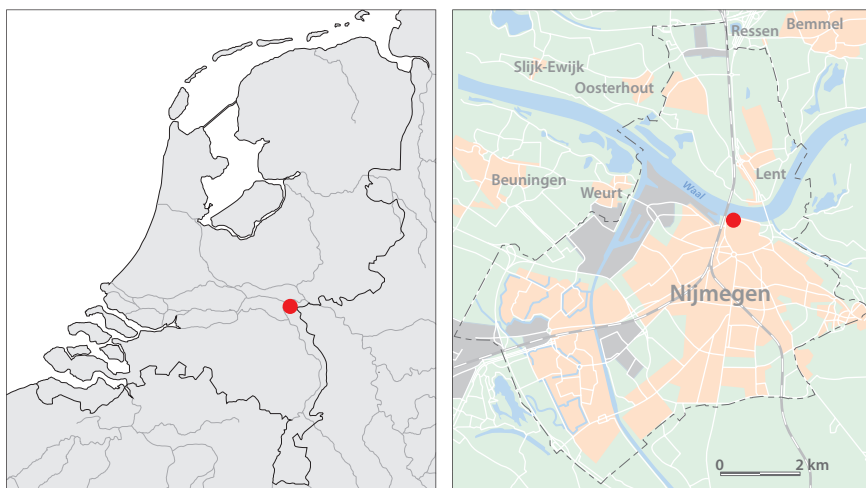 Ressen
Bemmel
Slijk-Ewijk
Oosterhout
Lent
Beuningen
Weurt
Waal
Nijmegen
0 2 km